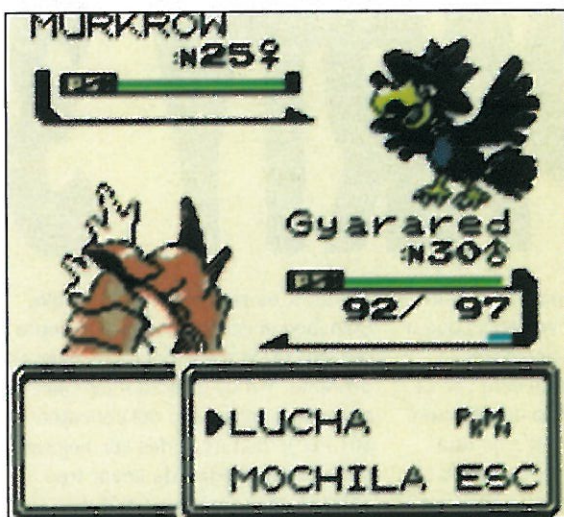 MURKROW
:N25♀
PS
Gyarared
:N30♂
PS
92/ 97
▶LUCHA PKMN
MOCHILA ESC